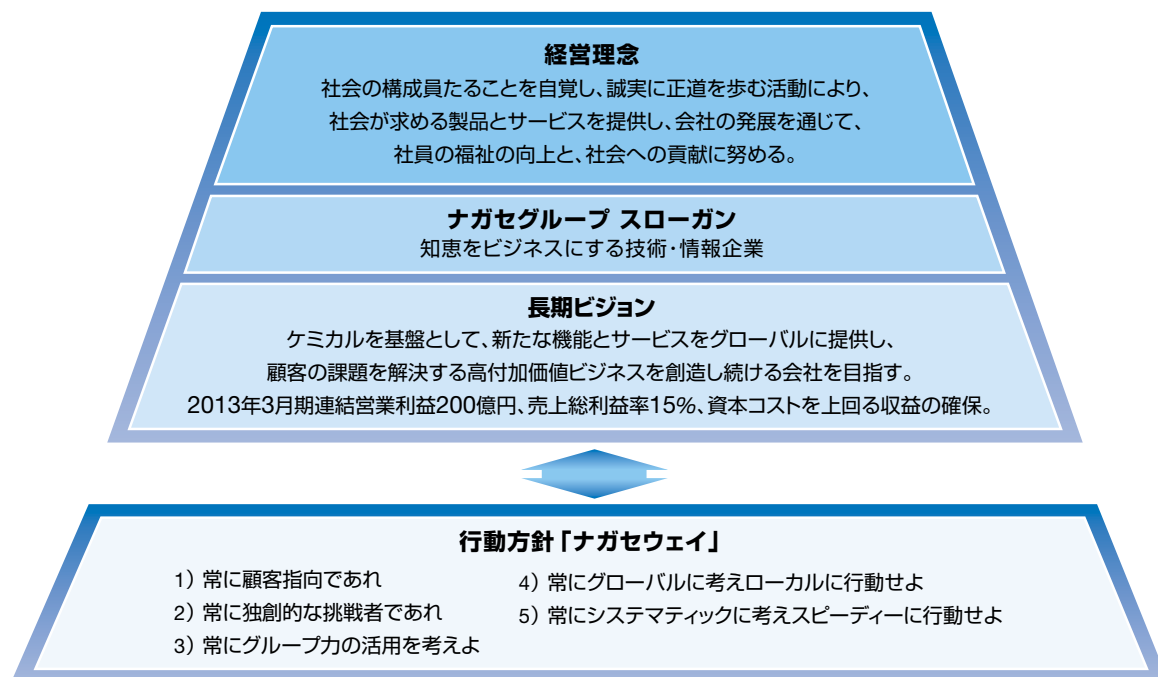 経営理念
社会の構成員たることを自覚し、誠実に正道を歩む活動により、
社会が求める製品とサービスを提供し、会社の発展を通じて、
社員の福祉の向上と、社会への貢献に努める。
ナガセグループ スローガン
知恵をビジネスにする技術・情報企業
長期ビジョン
ケミカルを基盤として、新たな機能とサービスをグローバルに提供し、
顧客の課題を解決する高付加価値ビジネスを創造し続ける会社を目指す。
2013年3月期連結営業利益200億円、売上総利益率15%、資本コストを上回る収益の確保。
行動方針「ナガセウェイ」
1）常に顧客指向であれ
2）常に独創的な挑戦者であれ
3）常にグループ力の活用を考えよ
4）常にグローバルに考えローカルに行動せよ
5）常にシステマティックに考えスピーディーに行動せよ